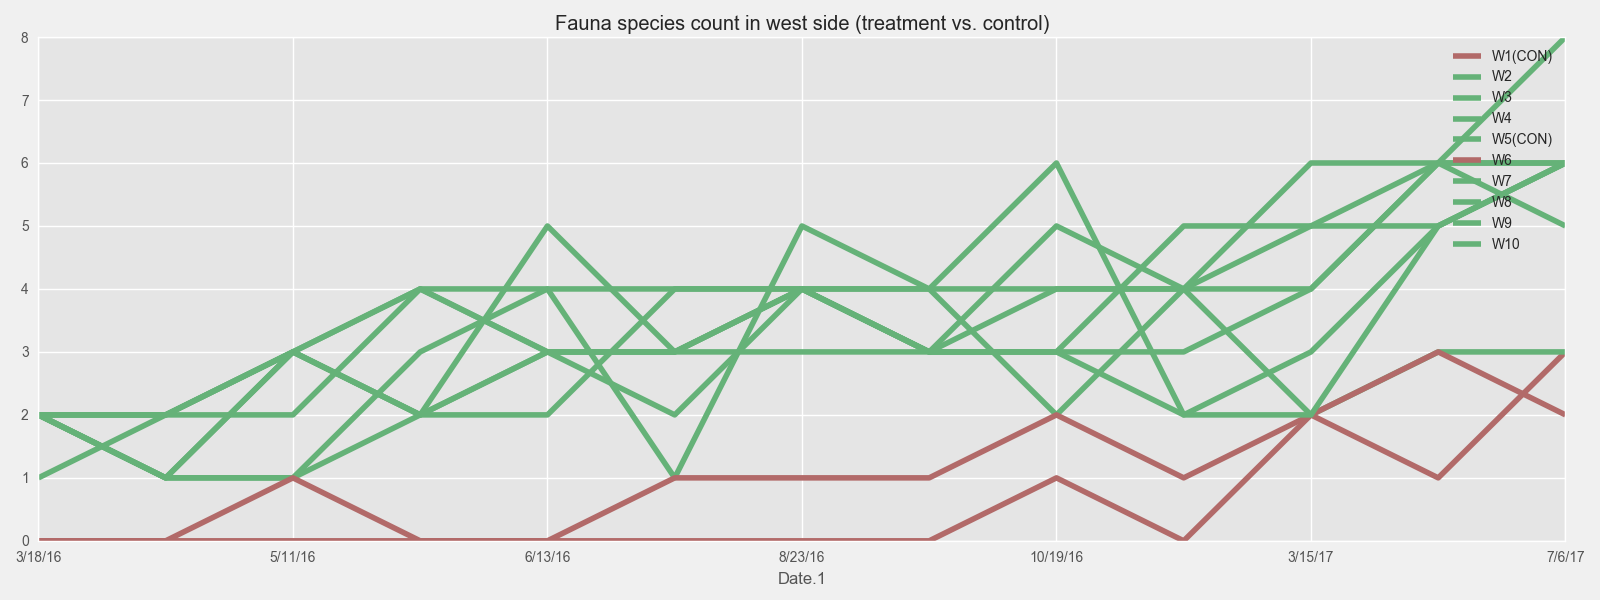 Fauna species count in west side (treatment vs. control)
8
7
6
5
4
3
2
1
0
W1(CON)
W2
W3
W4
W5(CON)
W6
W7
W8
W9
W10
3/18/16 5/11/16 6/13/16 8/23/16 10/19/16 3/15/17 7/6/17
Date.1